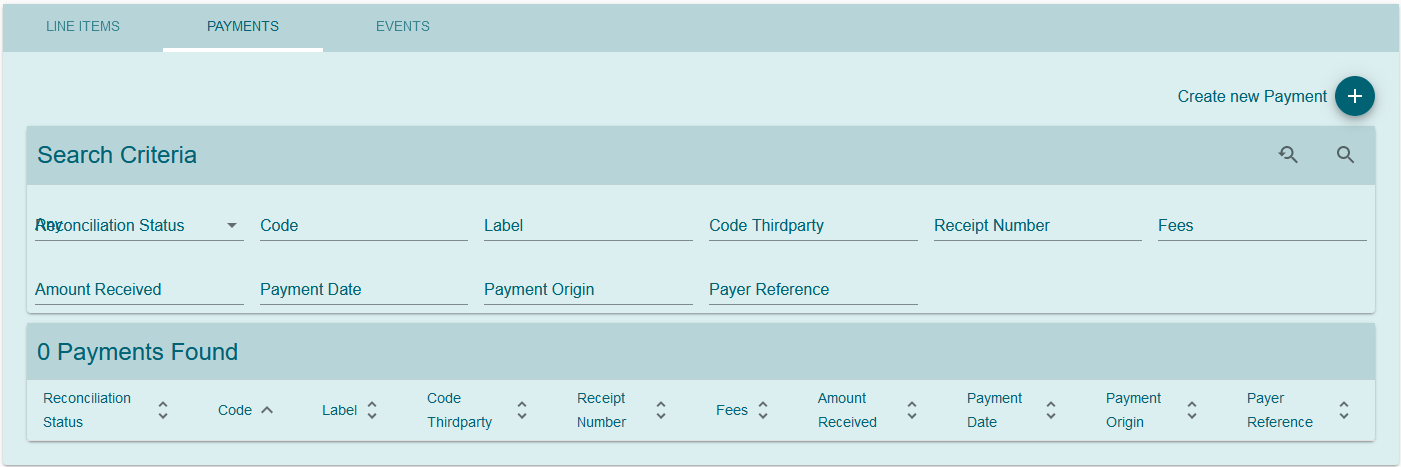 LINE ITEMS PAYMENTS EVENTS
Create new Payment
Search Criteria
Any
Reconciliation Status Code Label Code Thirdparty Receipt Number Fees
Amount Received Payment Date Payment Origin Payer Reference
0 Payments Found
Reconciliation Status Code Label Code Thirdparty Receipt Number Fees Amount Received Payment Date Payment Origin Payer Reference